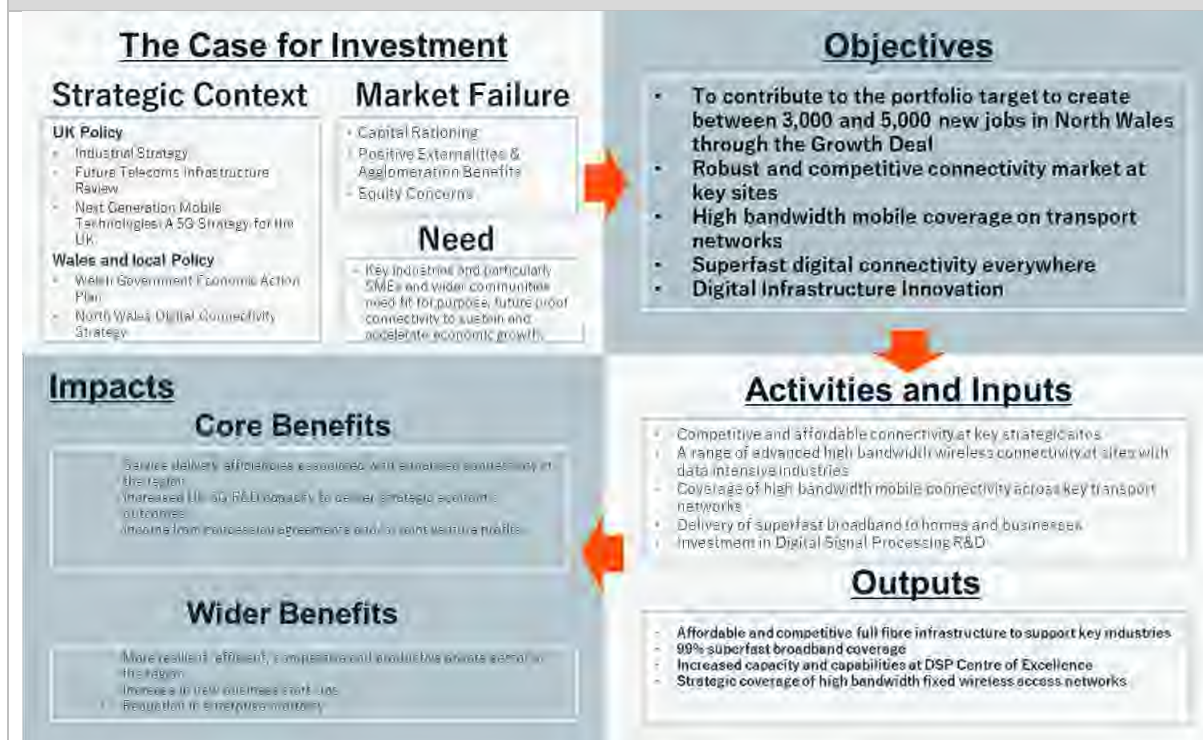 The Case for Investment
Strategic Context
UK Policy
- Industrial Strategy
- Future Telecoms Infrastructure
Review
- Next Generation Mobile
Technologies: A 5G Strategy for the
UK
Wales and local Policy
- Welsh Government Economic Action
Plan
- North Wales Digital Connectivity
Strategy
Market Failure
- Capital Rationing
- Positive Externalities &
Agglomeration Benefits
- Equity Concerns
Need
- Key industries and particularly
SMEs and wider communities
need fit for purpose, future proof
connectivity to sustain and
accelerate economic growth.
Objectives
• To contribute to the portfolio target to create
between 3,000 and 5,000 new jobs in North Wales
through the Growth Deal
• Robust and competitive connectivity market at
key sites
• High bandwidth mobile coverage on transport
networks
• Superfast digital connectivity everywhere
• Digital Infrastructure Innovation
Activities and Inputs
- Competitive and affordable connectivity at key strategic sites
- A range of advanced high bandwidth wireless connectivity at sites with
data intensive industries
- Coverage of high bandwidth mobile connectivity across key transport
networks
- Delivery of superfast broadband to homes and businesses
- Investment in Digital Signal Processing R&D
Outputs
- Affordable and competitive full fibre infrastructure to support key industries
- 99% superfast broadband coverage
- Increased capacity and capabilities at DSP Centre of Excellence
- Strategic coverage of high bandwidth fixed wireless access networks
Impacts
Core Benefits
Service delivery efficiencies associated with enhanced connectivity in
the region
Increased UK 5G R&D capacity to deliver strategic economic
outcomes
Income from concession agreements and/or joint venture profits
Wider Benefits
More resilient, efficient, competitive and productive private sector in
the region
Increase in new business start-ups
Reduction in enterprise mortality